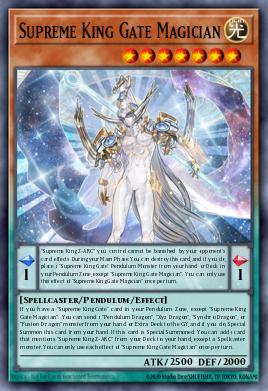 SUPREME KING GATE MAGICIAN
光
"Supreme King Z-ARC" you control cannot be banished by your opponent's
card effects. During your Main Phase: You can destroy this card, and if you do,
place 1 "Supreme King Gate" Pendulum Monster from your hand or Deck in
your Pendulum Zone, except "Supreme King Gate Magician". You can only use
this effect of "Supreme King Gate Magician" once per turn.
1 1
[SPELLCASTER/PENDULUM/EFFECT]
If you have a "Supreme King Gate" card in your Pendulum Zone, except "Supreme King
Gate Magician": You can send 1 "Pendulum Dragon", "Xyz Dragon", "Synchro Dragon", or
"Fusion Dragon" monster from your hand or Extra Deck to the GY, and if you do, Special
Summon this card from your hand. If this card is Special Summoned: You can add 1 card
that mentions "Supreme King Z-ARC" from your Deck to your hand, except a Spellcaster
monster. You can only use each effect of "Supreme King Gate Magician" once per turn.
ATK/2500 DEF/2000